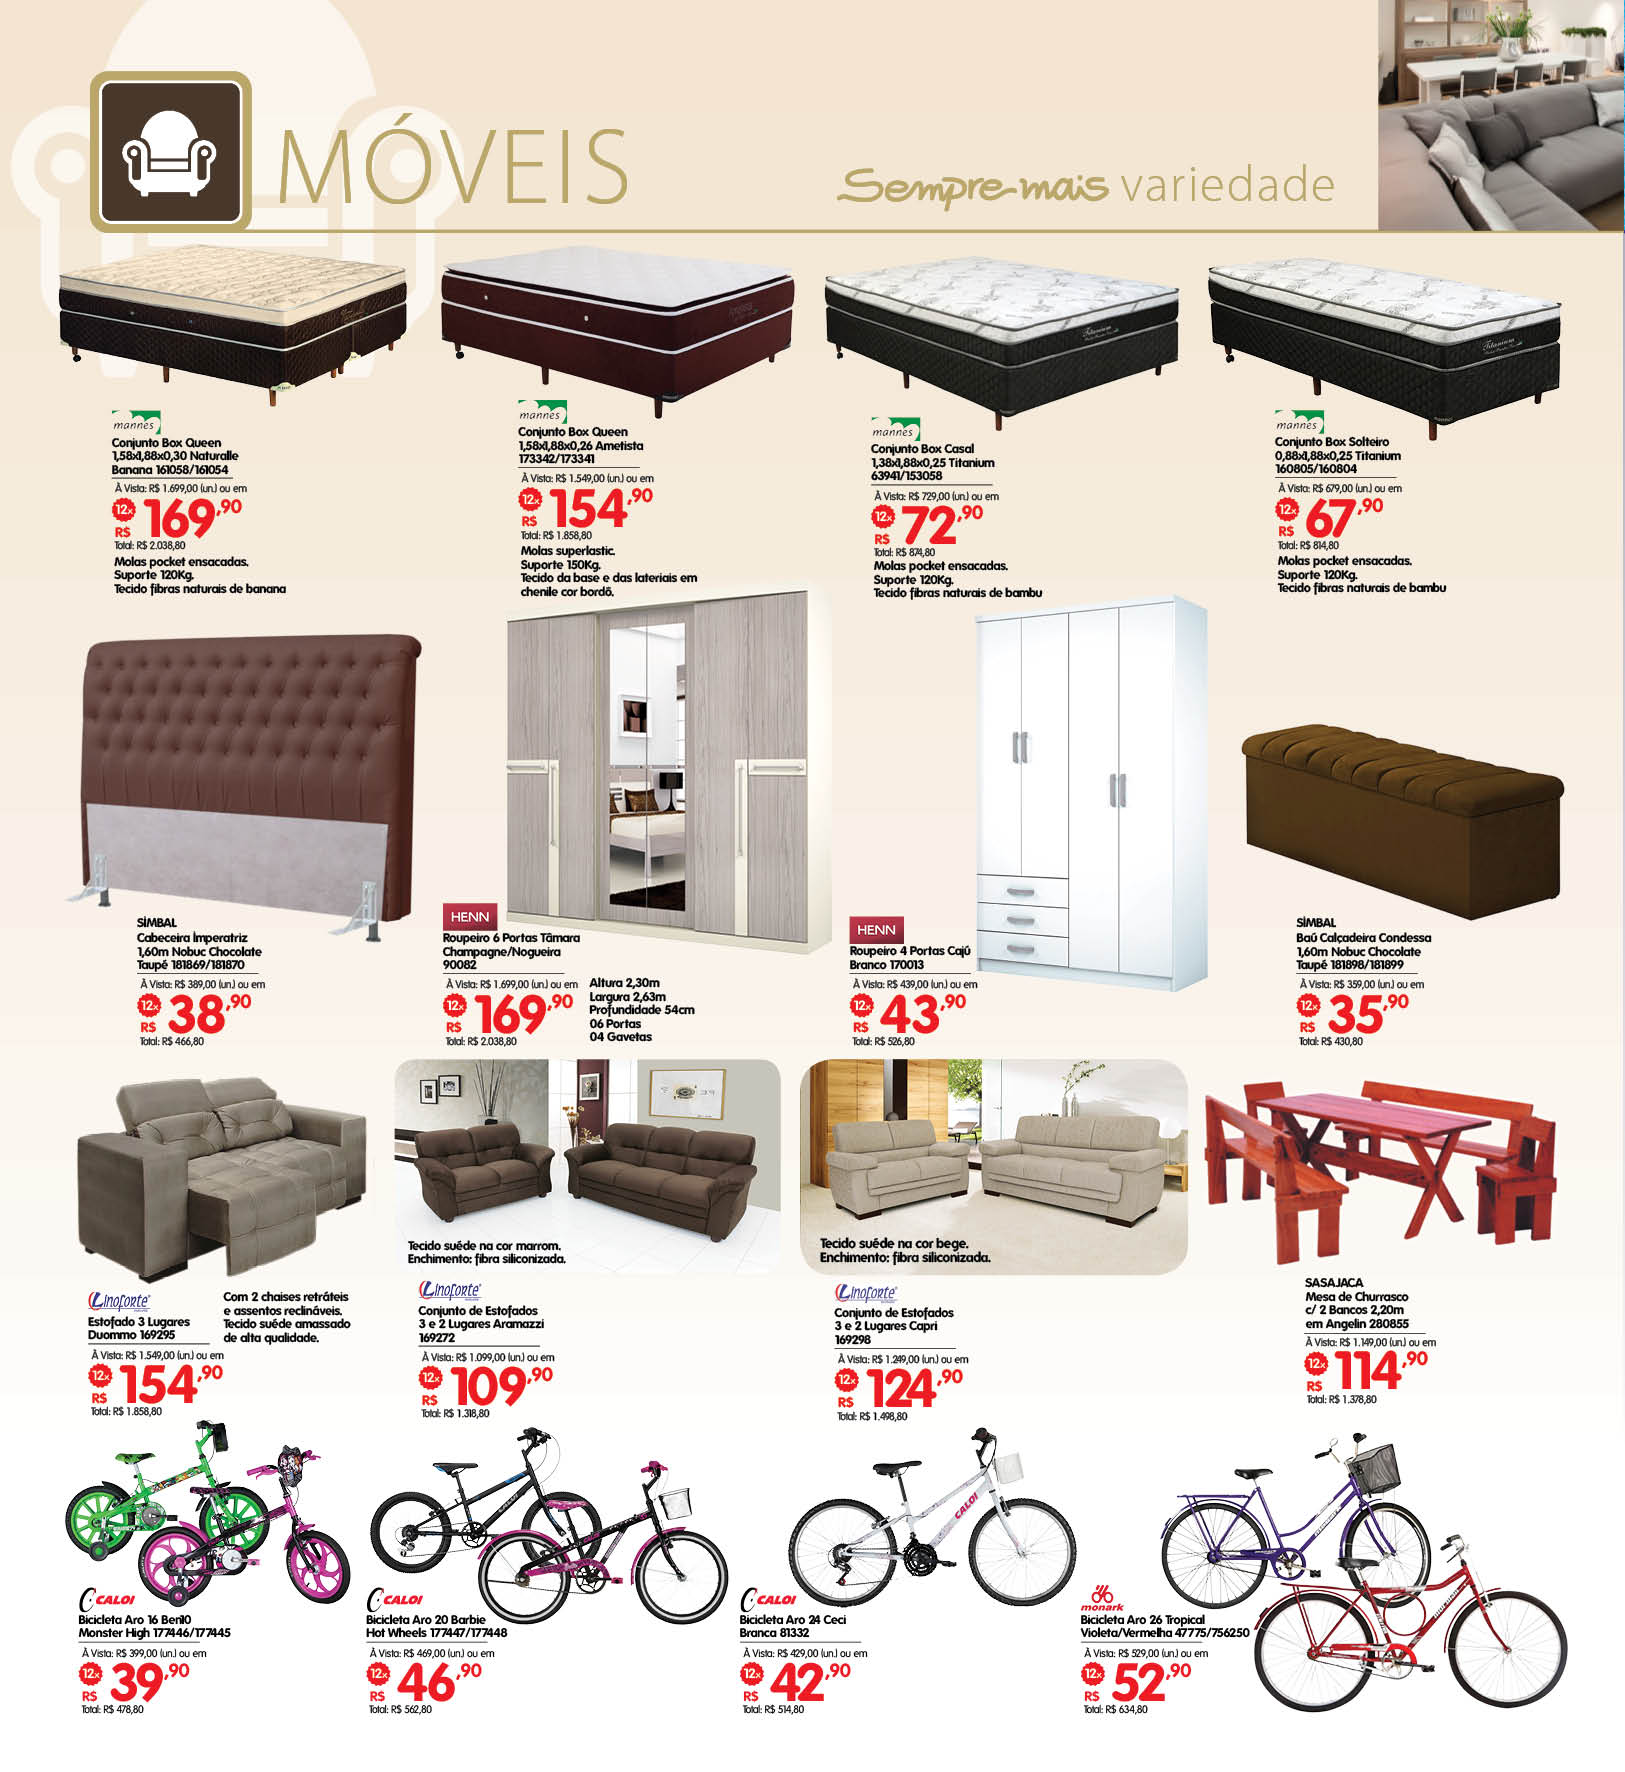 MÓVEIS
Sempre mais variedade
mannes
Conjunto Box Queen
1,58x1,88x0,30 Naturalle
Banana 161058/161054
À Vista: R$ 1.699,00 (un.) ou em
12x
R$ 169,90
Total: R$ 2.038,80
Molas pocket ensacadas.
Suporte 120Kg.
Tecido fibras naturais de banana
mannes
Conjunto Box Queen
1,58x1,88x0,26 Ametista
173342/173341
À Vista: R$ 1.549,00 (un.) ou em
12x
R$ 154,90
Total: R$ 1.858,80
Molas superlastic.
Suporte 150Kg.
Tecido da base e das lateriais em
chenile cor bordô.
Titanium
mannes
Conjunto Box Casal
1,38x1,88x0,25 Titanium
63941/153058
À Vista: R$ 729,00 (un.) ou em
12x
R$ 72,90
Total: R$ 874,80
Molas pocket ensacadas.
Suporte 120Kg.
Tecido fibras naturais de bambu
Titanium
mannes
Conjunto Box Solteiro
0,88x1,88x0,25 Titanium
160805/160804
À Vista: R$ 679,00 (un.) ou em
12x
R$ 67,90
Total: R$ 814,80
Molas pocket ensacadas.
Suporte 120Kg.
Tecido fibras naturais de bambu
SIMBAL
Cabeceira Imperatriz
1,60m Nobuc Chocolate
Taupé 181869/181870
À Vista: R$ 389,00 (un.) ou em
12x
R$ 38,90
Total: R$ 466,80
HENN
Roupeiro 6 Portas Tâmara
Champagne/Nogueira
90082
À Vista: R$ 1.699,00 (un.) ou em
12x
R$ 169,90
Total: R$ 2.038,80
Altura 2,30m
Largura 2,63m
Profundidade 54cm
06 Portas
04 Gavetas
HENN
Roupeiro 4 Portas Cajú
Branco 170013
À Vista: R$ 439,00 (un.) ou em
12x
R$ 43,90
Total: R$ 526,80
SIMBAL
Baú Calçadeira Condessa
1,60m Nobuc Chocolate
Taupé 181898/181899
À Vista: R$ 359,00 (un.) ou em
12x
R$ 35,90
Total: R$ 430,80
Linoforte
Estofado 3 Lugares
Duommo 169295
À Vista: R$ 1.549,00 (un.) ou em
12x
R$ 154,90
Total: R$ 1.858,80
Com 2 chaises retráteis
e assentos reclináveis.
Tecido suéde amassado
de alta qualidade.
Tecido suéde na cor marrom.
Enchimento: fibra siliconizada.
Linoforte
Conjunto de Estofados
3 e 2 Lugares Aramazzi
169272
À Vista: R$ 1.099,00 (un.) ou em
12x
R$ 109,90
Total: R$ 1.318,80
Tecido suéde na cor bege.
Enchimento: fibra siliconizada.
Linoforte
Conjunto de Estofados
3 e 2 Lugares Capri
169298
À Vista: R$ 1.249,00 (un.) ou em
12x
R$ 124,90
Total: R$ 1.498,80
SASAJACA
Mesa de Churrasco
c/ 2 Bancos 2,20m
em Angelin 280855
À Vista: R$ 1.149,00 (un.) ou em
12x
R$ 114,90
Total: R$ 1.378,80
CALOI
Bicicleta Aro 16 Ben10
Monster High 177446/177445
À Vista: R$ 399,00 (un.) ou em
12x
R$ 39,90
Total: R$ 478,80
CALOI
Bicicleta Aro 20 Barbie
Hot Wheels 177447/177448
À Vista: R$ 469,00 (un.) ou em
12x
R$ 46,90
Total: R$ 562,80
CALOI
CALOI
Bicicleta Aro 24 Ceci
Branca 81332
À Vista: R$ 429,00 (un.) ou em
12x
R$ 42,90
Total: R$ 514,80
monark
Bicicleta Aro 26 Tropical
Violeta/Vermelha 47775/756250
À Vista: R$ 529,00 (un.) ou em
12x
R$ 52,90
Total: R$ 634,80